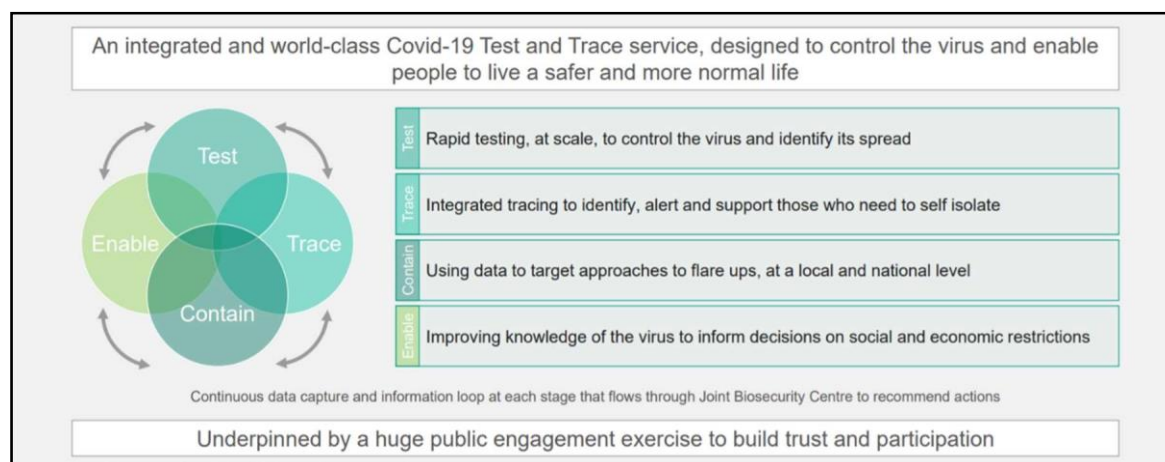 An integrated and world-class Covid-19 Test and Trace service, designed to control the virus and enable
people to live a safer and more normal life
Test
Enable
Trace
Contain
Test
Rapid testing, at scale, to control the virus and identify its spread
Trace
Integrated tracing to identify, alert and support those who need to self isolate
Contain
Using data to target approaches to flare ups, at a local and national level
Enable
Improving knowledge of the virus to inform decisions on social and economic restrictions
Continuous data capture and information loop at each stage that flows through Joint Biosecurity Centre to recommend actions
Underpinned by a huge public engagement exercise to build trust and participation